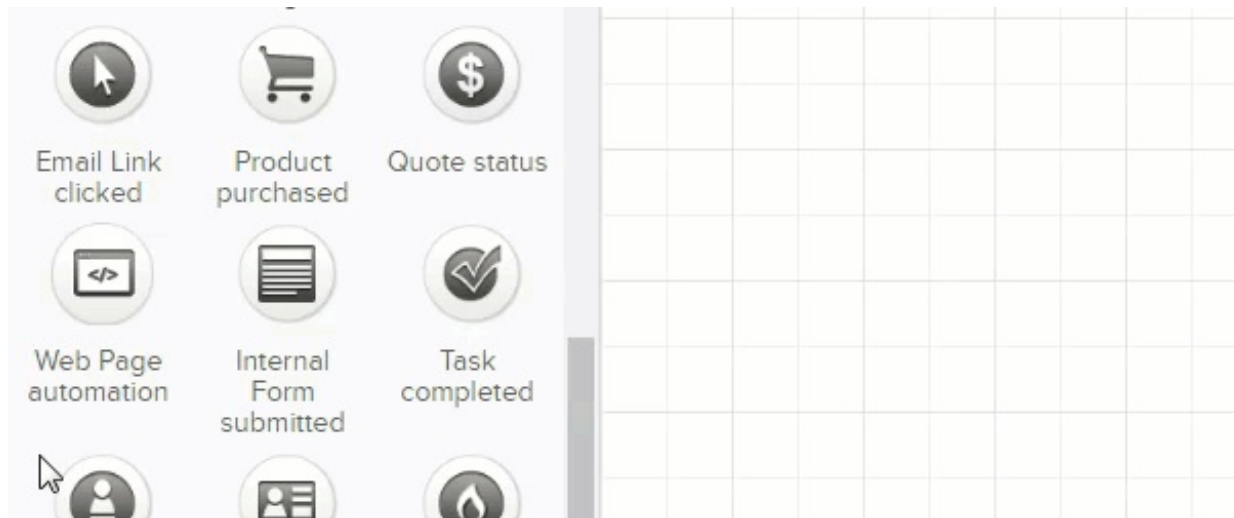 Email Link
clicked
Product
purchased
Quote status
</>
Web Page
automation
Internal
Form
submitted
Task
completed